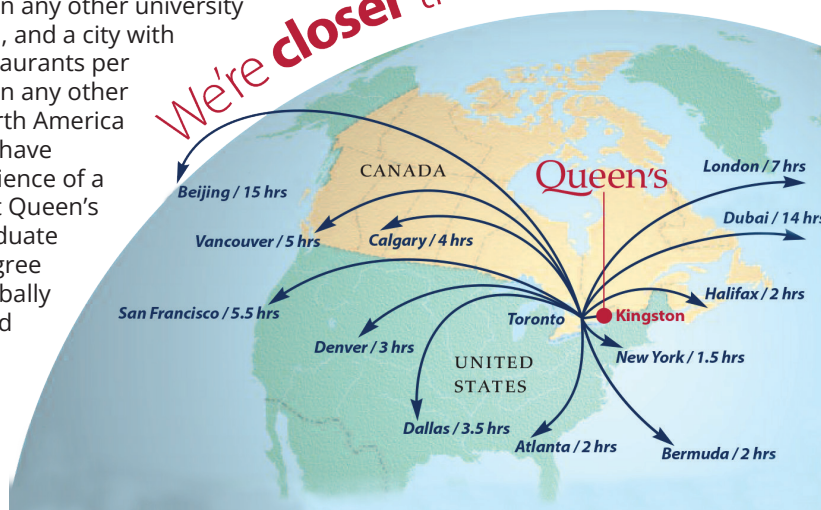 n any other university
, and a city with
aurants per
n any other
rth America
have
ience of a
t Queen's
duate
gree
bally
d
We're closer
CANADA
Queen's
London / 7 hrs
Beijing / 15 hrs
Dubai / 14 hrs
Vancouver / 5 hrs
Calgary / 4 hrs
Halifax / 2 hrs
San Francisco / 5.5 hrs
Toronto
Kingston
Denver / 3 hrs
New York / 1.5 hrs
UNITED
STATES
Dallas / 3.5 hrs
Atlanta / 2 hrs
Bermuda / 2 hrs